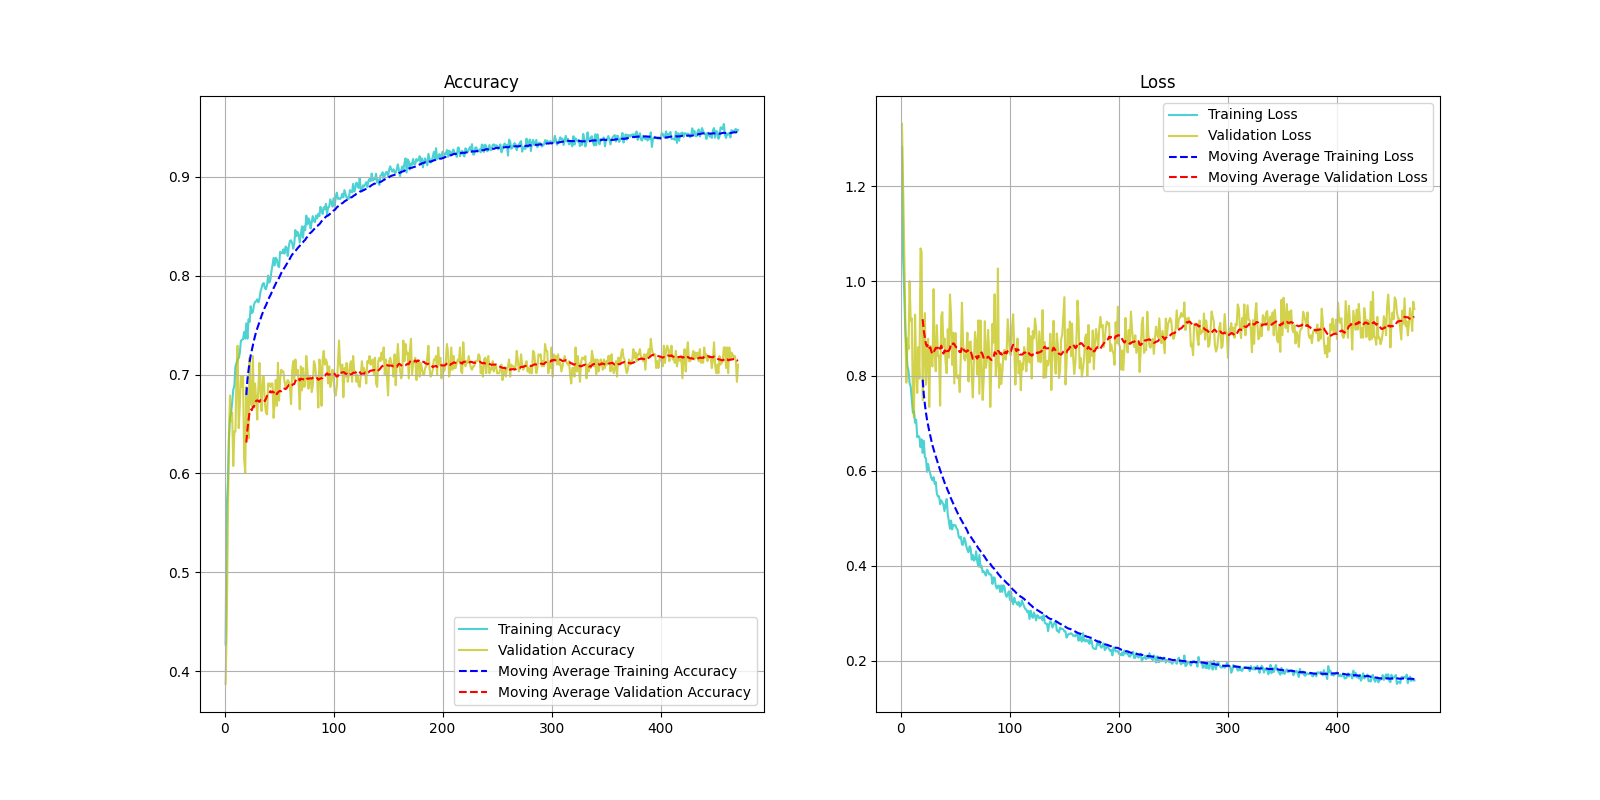 Accuracy
0.9
0.8
0.7
0.6
0.5
0.4
0
100
200
300
400
Training Accuracy
Validation Accuracy
Moving Average Training Accuracy
Moving Average Validation Accuracy
Loss
1.2
1.0
0.8
0.6
0.4
0.2
0
100
200
300
400
Training Loss
Validation Loss
Moving Average Training Loss
Moving Average Validation Loss